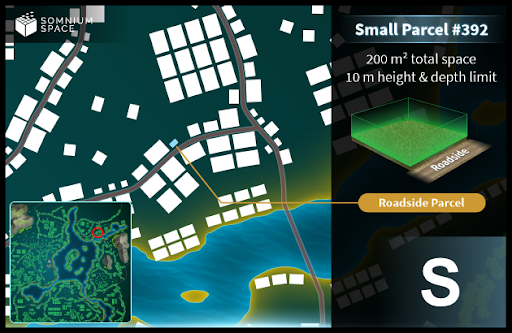 SOMNIUM
SPACE
Small Parcel #392
200 m² total space
10 m height & depth limit
Roadside
Roadside Parcel
S